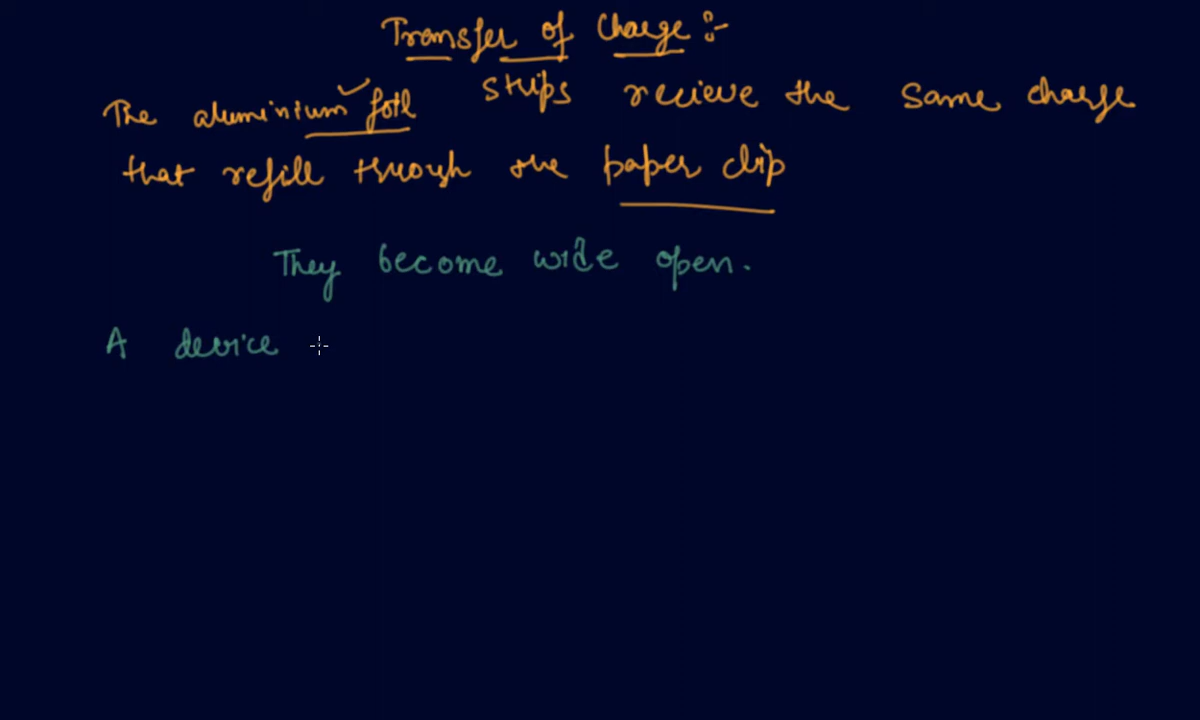 Transfer of Charge :-
The aluminium foil strips recieve the same charge
that refill through the paper clip
They become wide open.
A device